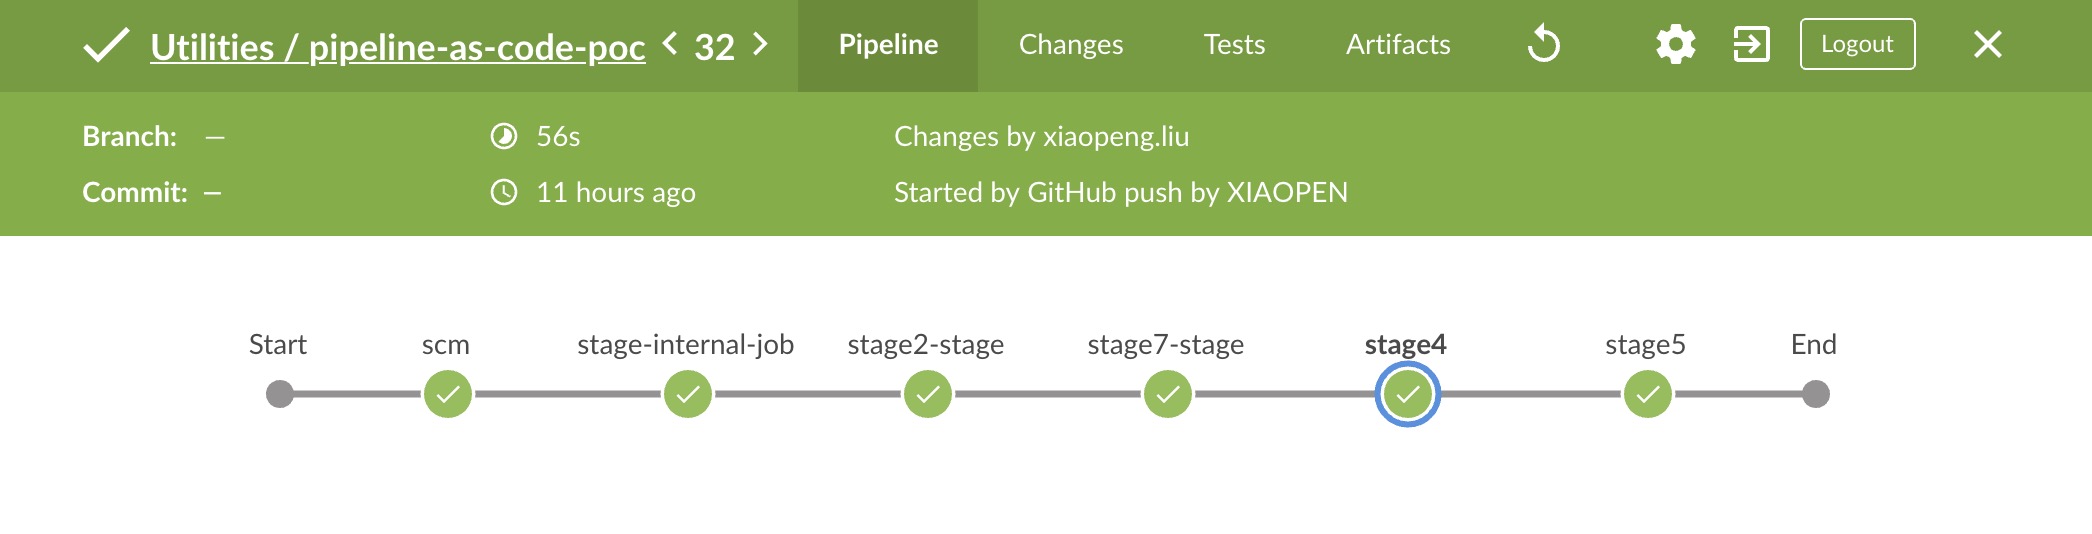 Utilities / pipeline-as-code-poc < 32 > Pipeline Changes Tests Artifacts Logout
Branch: — 56s Changes by xiaopeng.liu
Commit: — 11 hours ago Started by GitHub push by XIAOPEN
Start scm stage-internal-job stage2-stage stage7-stage stage4 stage5 End